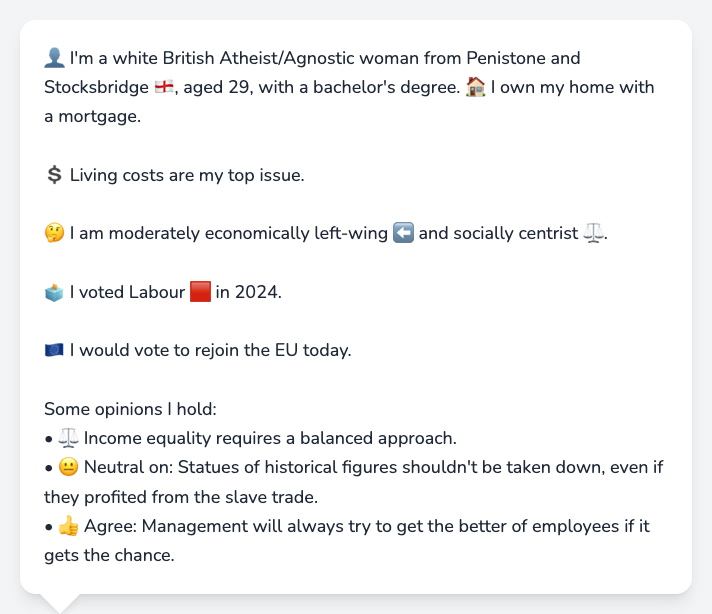 👤 I'm a white British Atheist/Agnostic woman from Penistone and
Stocksbridge 🏴󠁧󠁢󠁥󠁮󠁧󠁿, aged 29, with a bachelor's degree. 🏠 I own my home with
a mortgage.
💲 Living costs are my top issue.
🤔 I am moderately economically left-wing ⬅️ and socially centrist ⚖️.
🗳️ I voted Labour 🟥 in 2024.
🇪🇺 I would vote to rejoin the EU today.
Some opinions I hold:
• ⚖️ Income equality requires a balanced approach.
• 😐 Neutral on: Statues of historical figures shouldn't be taken down, even if
they profited from the slave trade.
• 👍 Agree: Management will always try to get the better of employees if it
gets the chance.